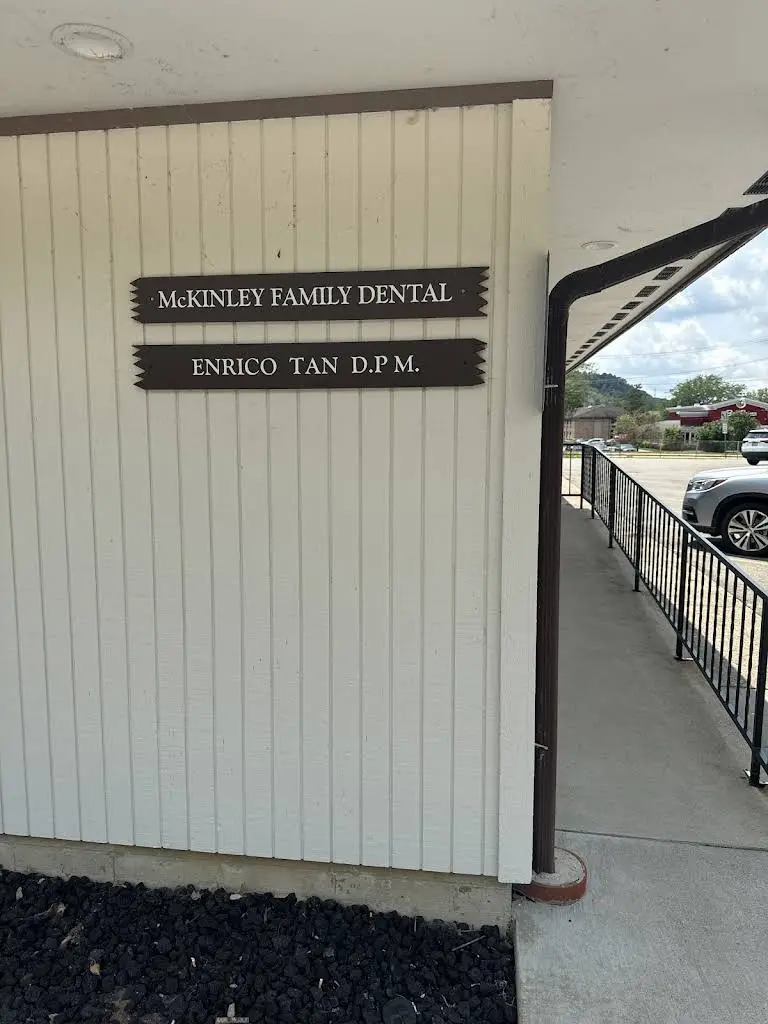 McKINLEY FAMILY DENTAL
ENRICO TAN D.P M.